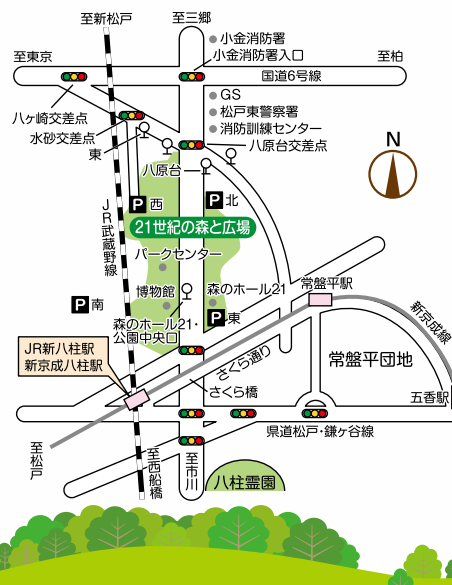 至新松戸
至三郷
小金消防署
小金消防署入口
至東京
至柏
国道6号線
GS
八ヶ崎交差点
松戸東警察署
水砂交差点
消防訓練センター
東
八原台交差点
N
八原台
P 西
P 北
JR武蔵野線
21世紀の森と広場
パークセンター
博物館
森のホール21
常盤平駅
P 南
P 東
新京成線
森のホール21・
公園中央口
JR新八柱駅
新京成八柱駅
さくら通り
常盤平団地
さくら橋
五香駅
県道松戸・鎌ヶ谷線
至松戸
至西船橋
至市川
八柱霊園